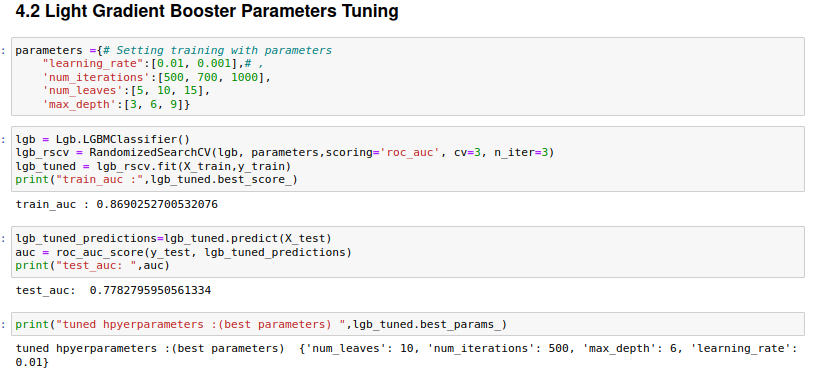 4.2 Light Gradient Booster Parameters Tuning
: parameters ={# Setting training with parameters
"learning_rate":[0.01, 0.001],# ,
'num_iterations':[500, 700, 1000],
'num_leaves':[5, 10, 15],
'max_depth':[3, 6, 9]}
: lgb = Lgb.LGBMClassifier()
lgb_rscv = RandomizedSearchCV(lgb, parameters,scoring='roc_auc', cv=3, n_iter=3)
lgb_tuned = lgb_rscv.fit(X_train,y_train)
print("train_auc :",lgb_tuned.best_score_)
train_auc : 0.8690252700532076
: lgb_tuned_predictions=lgb_tuned.predict(X_test)
auc = roc_auc_score(y_test, lgb_tuned_predictions)
print("test_auc: ",auc)
test_auc:  0.7782795950561334
: print("tuned hpyerparameters :(best parameters) ",lgb_tuned.best_params_)
tuned hpyerparameters :(best parameters)  {'num_leaves': 10, 'num_iterations': 500, 'max_depth': 6, 'learning_rate':
0.01}